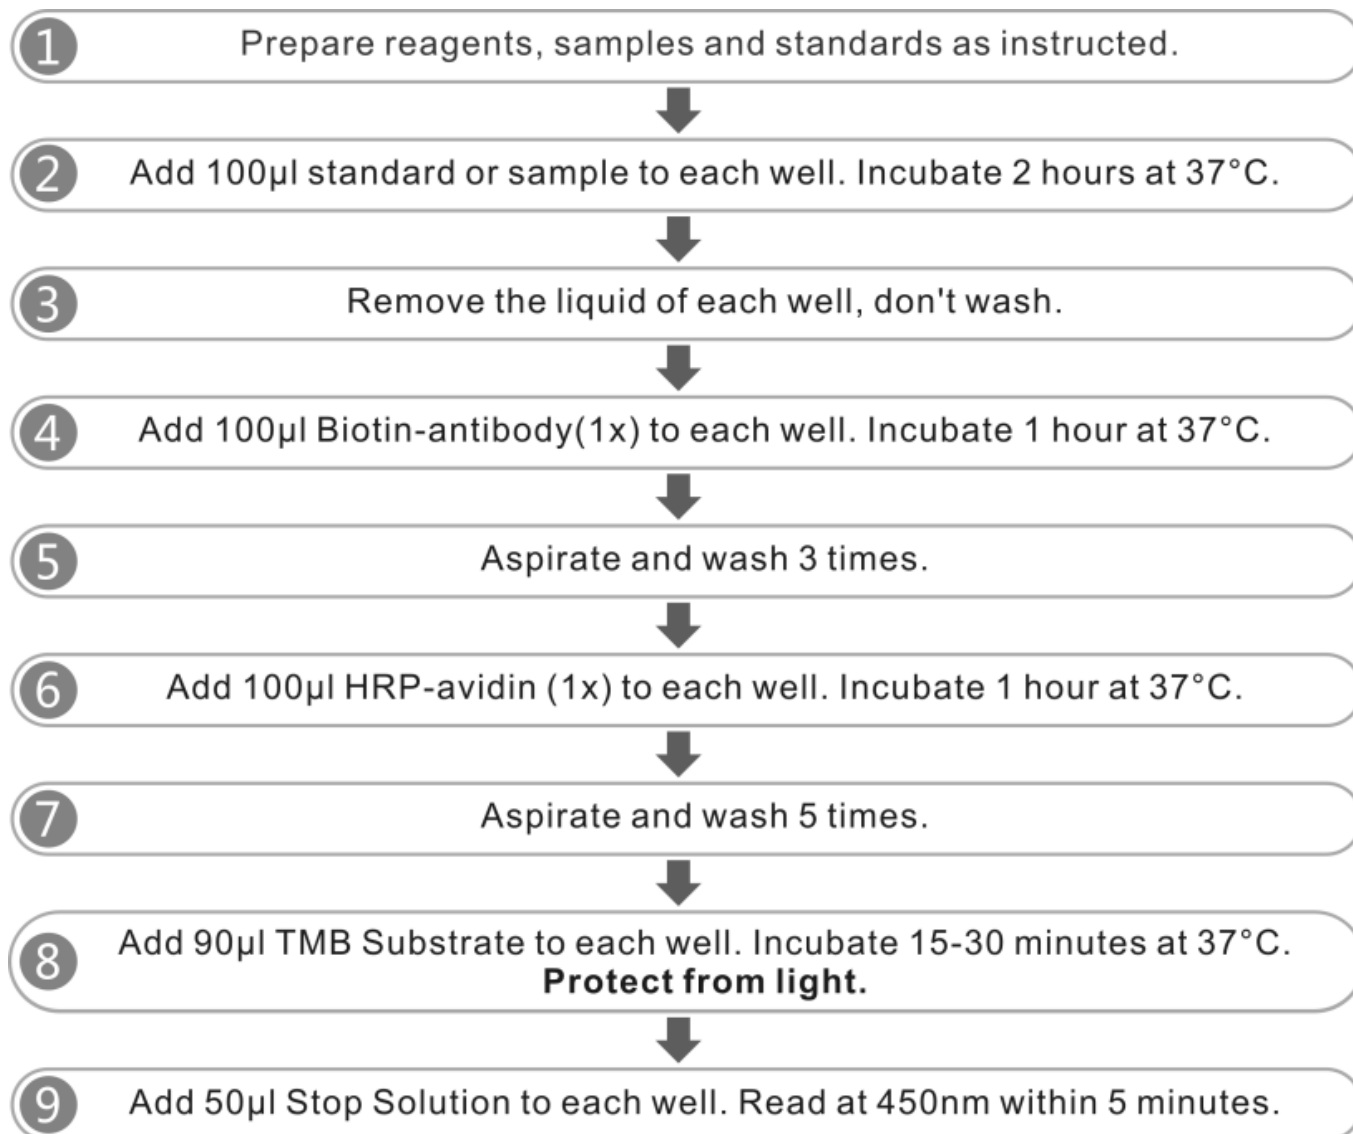 1 Prepare reagents, samples and standards as instructed.
2 Add 100µl standard or sample to each well. Incubate 2 hours at 37°C.
3 Remove the liquid of each well, don't wash.
4 Add 100µl Biotin-antibody(1x) to each well. Incubate 1 hour at 37°C.
5 Aspirate and wash 3 times.
6 Add 100µl HRP-avidin (1x) to each well. Incubate 1 hour at 37°C.
7 Aspirate and wash 5 times.
8 Add 90µl TMB Substrate to each well. Incubate 15-30 minutes at 37°C.
Protect from light.
9 Add 50µl Stop Solution to each well. Read at 450nm within 5 minutes.